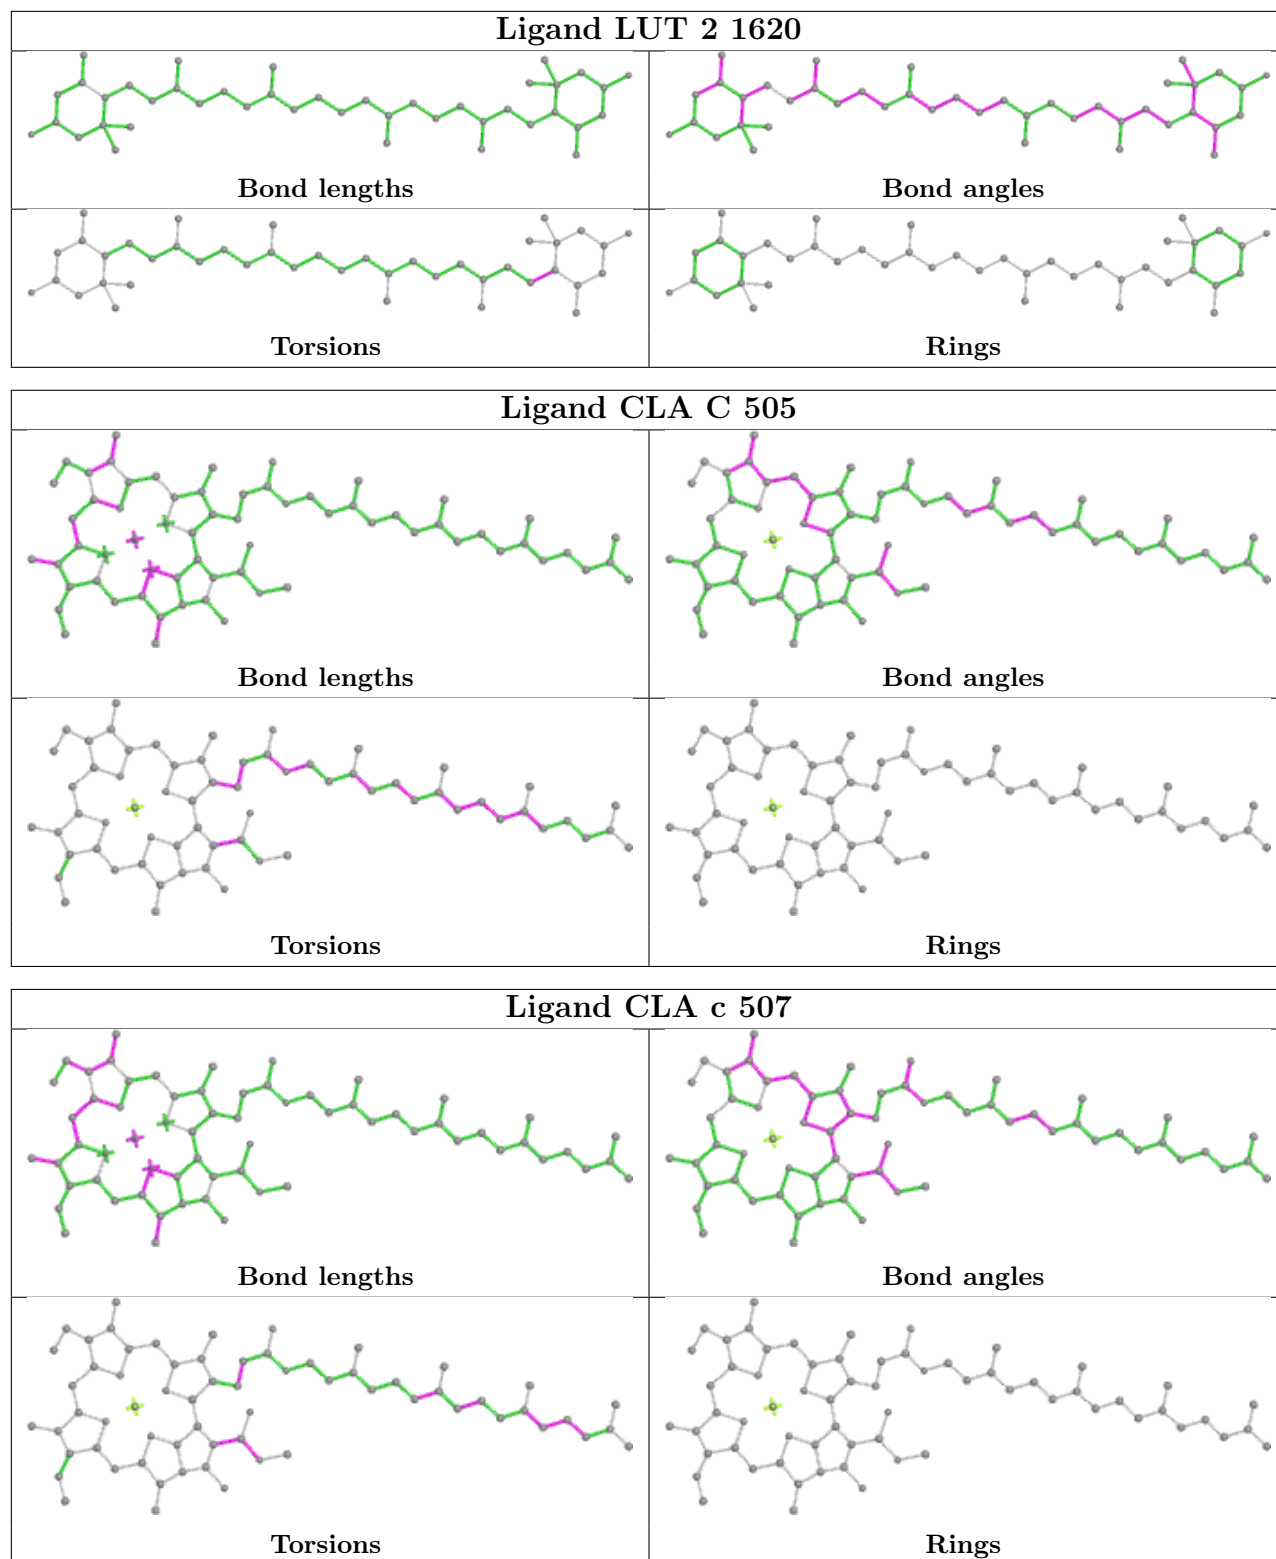 Ligand LUT 2 1620
Bond lengths
Bond angles
Torsions
Rings
Ligand CLA C 505
Bond lengths
Bond angles
Torsions
Rings
Ligand CLA c 507
Bond lengths
Bond angles
Torsions
Rings